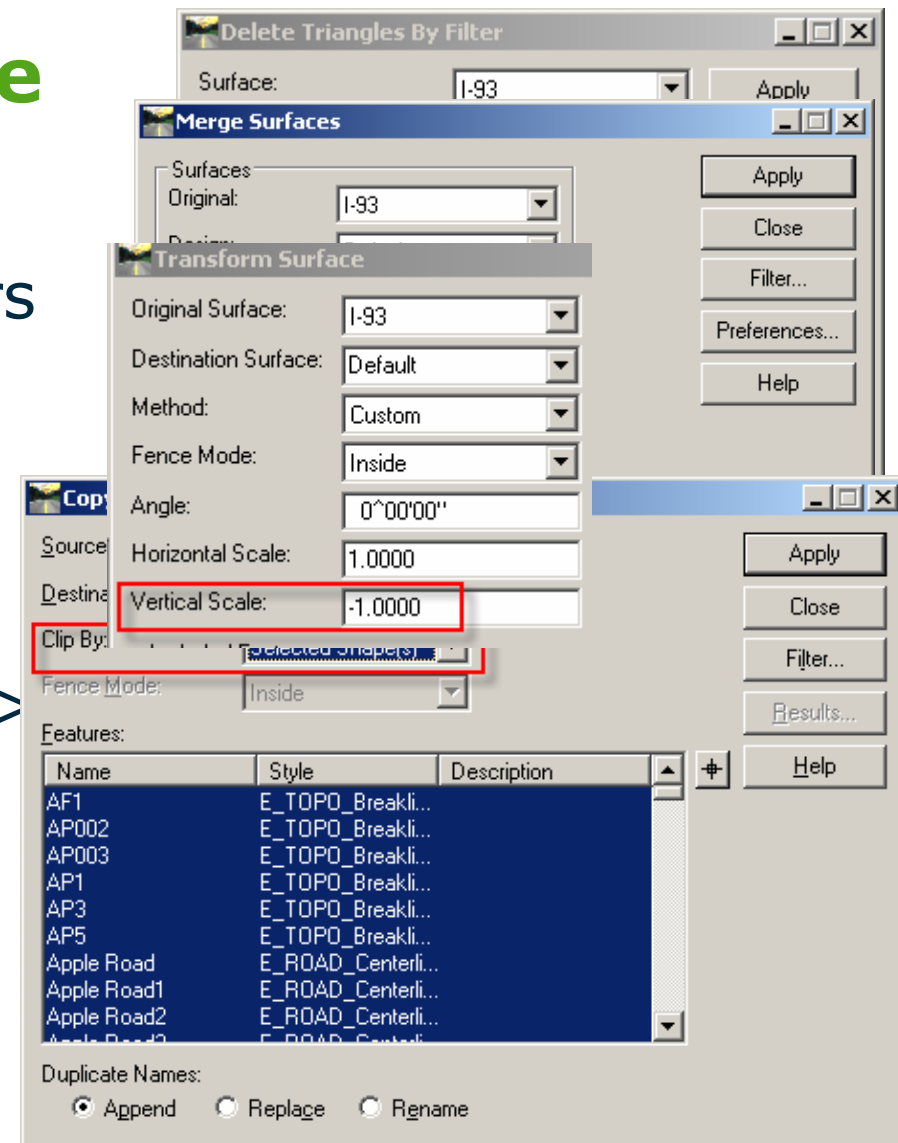 e
rs
>
Delete Triangles By Filter
Surface:
I-93
Apply
Merge Surfaces
Surfaces
Original:
I-93
Apply
Close
Filter...
Preferences...
Help
Transform Surface
Original Surface:
I-93
Destination Surface:
Default
Method:
Custom
Fence Mode:
Inside
Angle:
0^00'00"
Horizontal Scale:
1.0000
Vertical Scale:
-1.0000
Cop
Source
Destina
Clip By:
Selected Shape(s)
Fence Mode:
Inside
Apply
Close
Filter...
Results...
Help
Features:
Name Style Description
AF1 E_TOPO_Breakli...
AP002 E_TOPO_Breakli...
AP003 E_TOPO_Breakli...
AP1 E_TOPO_Breakli...
AP3 E_TOPO_Breakli...
AP5 E_TOPO_Breakli...
Apple Road E_ROAD_Centerli...
Apple Road1 E_ROAD_Centerli...
Apple Road2 E_ROAD_Centerli...
Duplicate Names:
Append Replace Rename